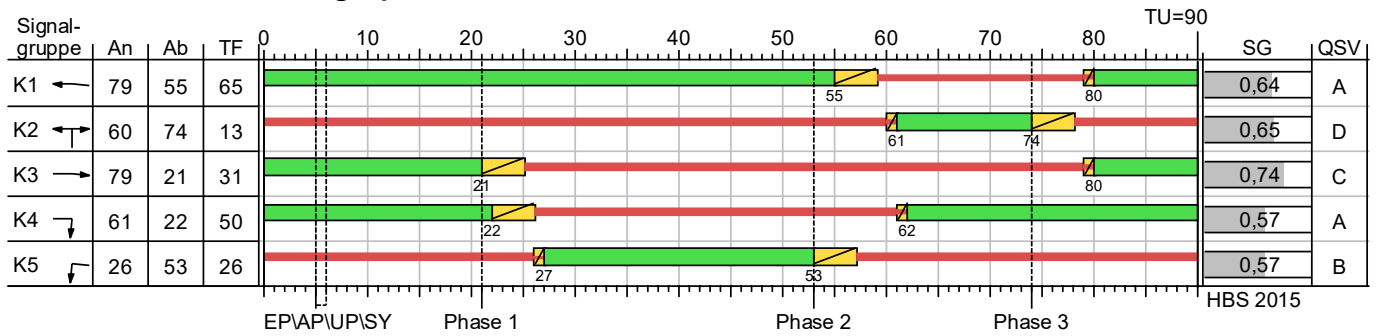 TU=90
Signal-
gruppe An Ab TF 0 10 20 30 40 50 60 70 80 SG QSV
K1 79 55 65 0,64 A
55 80
K2 60 74 13 0,65 D
61 74
K3 79 21 31 0,74 C
21 80
K4 61 22 50 0,57 A
22 62
K5 26 53 26 0,57 B
27 53
HBS 2015
EP\AP\UP\SY Phase 1 Phase 2 Phase 3